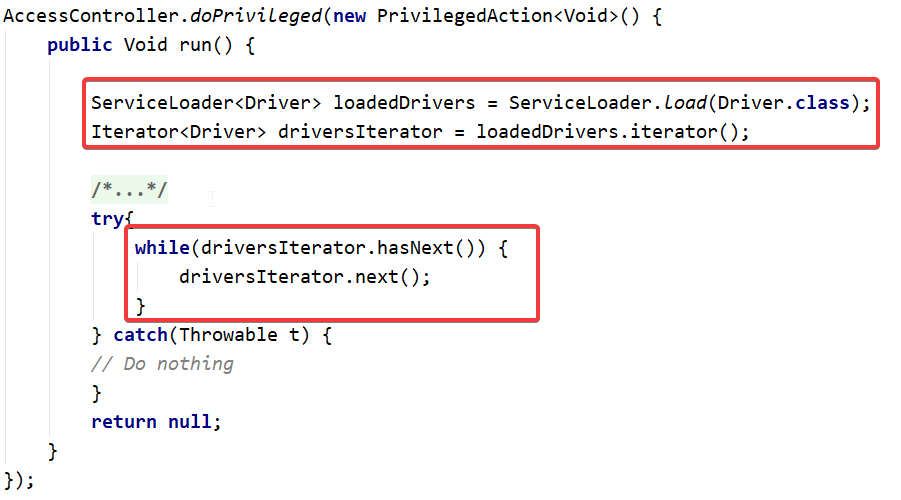 AccessController.doPrivileged(new PrivilegedAction<Void>() {
public Void run() {
ServiceLoader<Driver> loadedDrivers = ServiceLoader.load(Driver.class);
Iterator<Driver> driversIterator = loadedDrivers.iterator();
/*...*/
try{
while(driversIterator.hasNext()) {
driversIterator.next();
}
} catch(Throwable t) {
// Do nothing
}
return null;
}
});